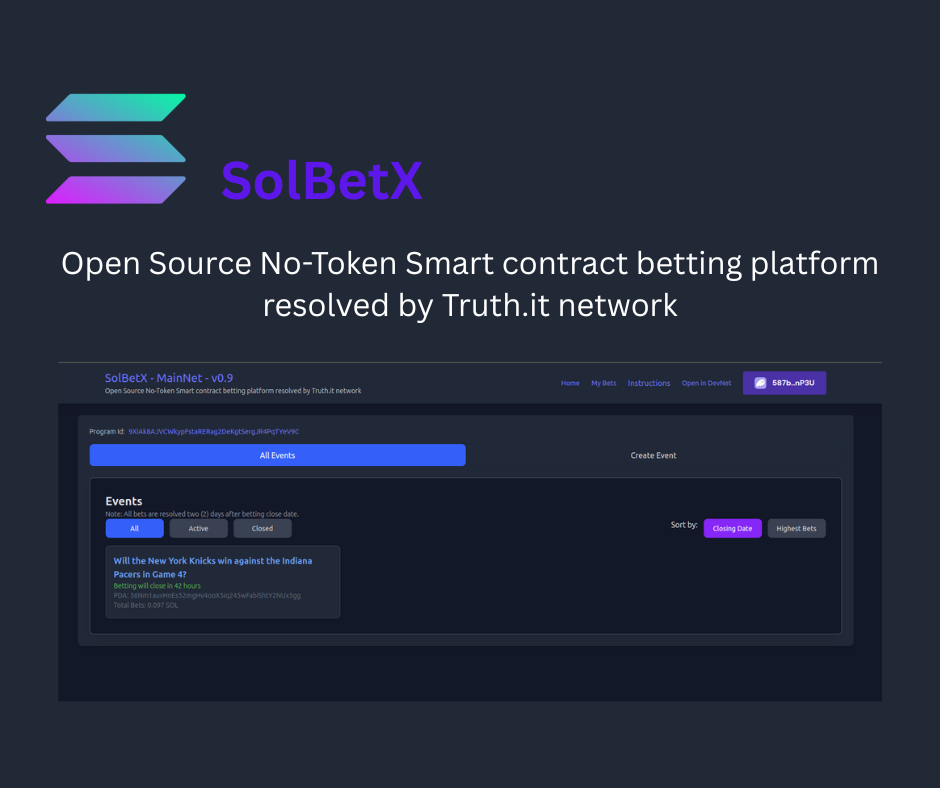 SolBetX
Open Source No-Token Smart contract betting platform
resolved by Truth.it network
SolBetX - MainNet - v0.9
Open Source No-Token Smart contract betting platform resolved by Truth.it network
Home My Bets Instructions Open in DevNet 587b..nP3U
Program Id:
All Events Create Event
Events
Note: All bets are resolved two (2) days after betting close date.
All Active Closed
Sort by: Closing Date Highest Bets
Will the New York Knicks win against the Indiana
Pacers in Game 4?
Betting will close in 42 hours
PDA:
Total Bets: 0.097 SOL